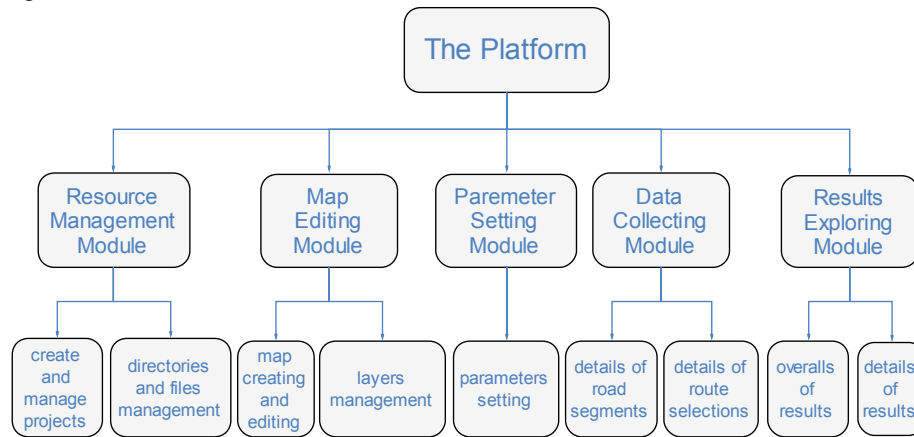 The Platform
Resource
Management
Module
Map
Editing
Module
Paremeter
Setting
Module
Data
Collecting
Module
Results
Exploring
Module
create
and
manage
projects
directories
and files
management
map
creating
and
editing
layers
management
parameters
setting
details of
road
segments
details of
route
selections
overalls
of
results
details
of
results